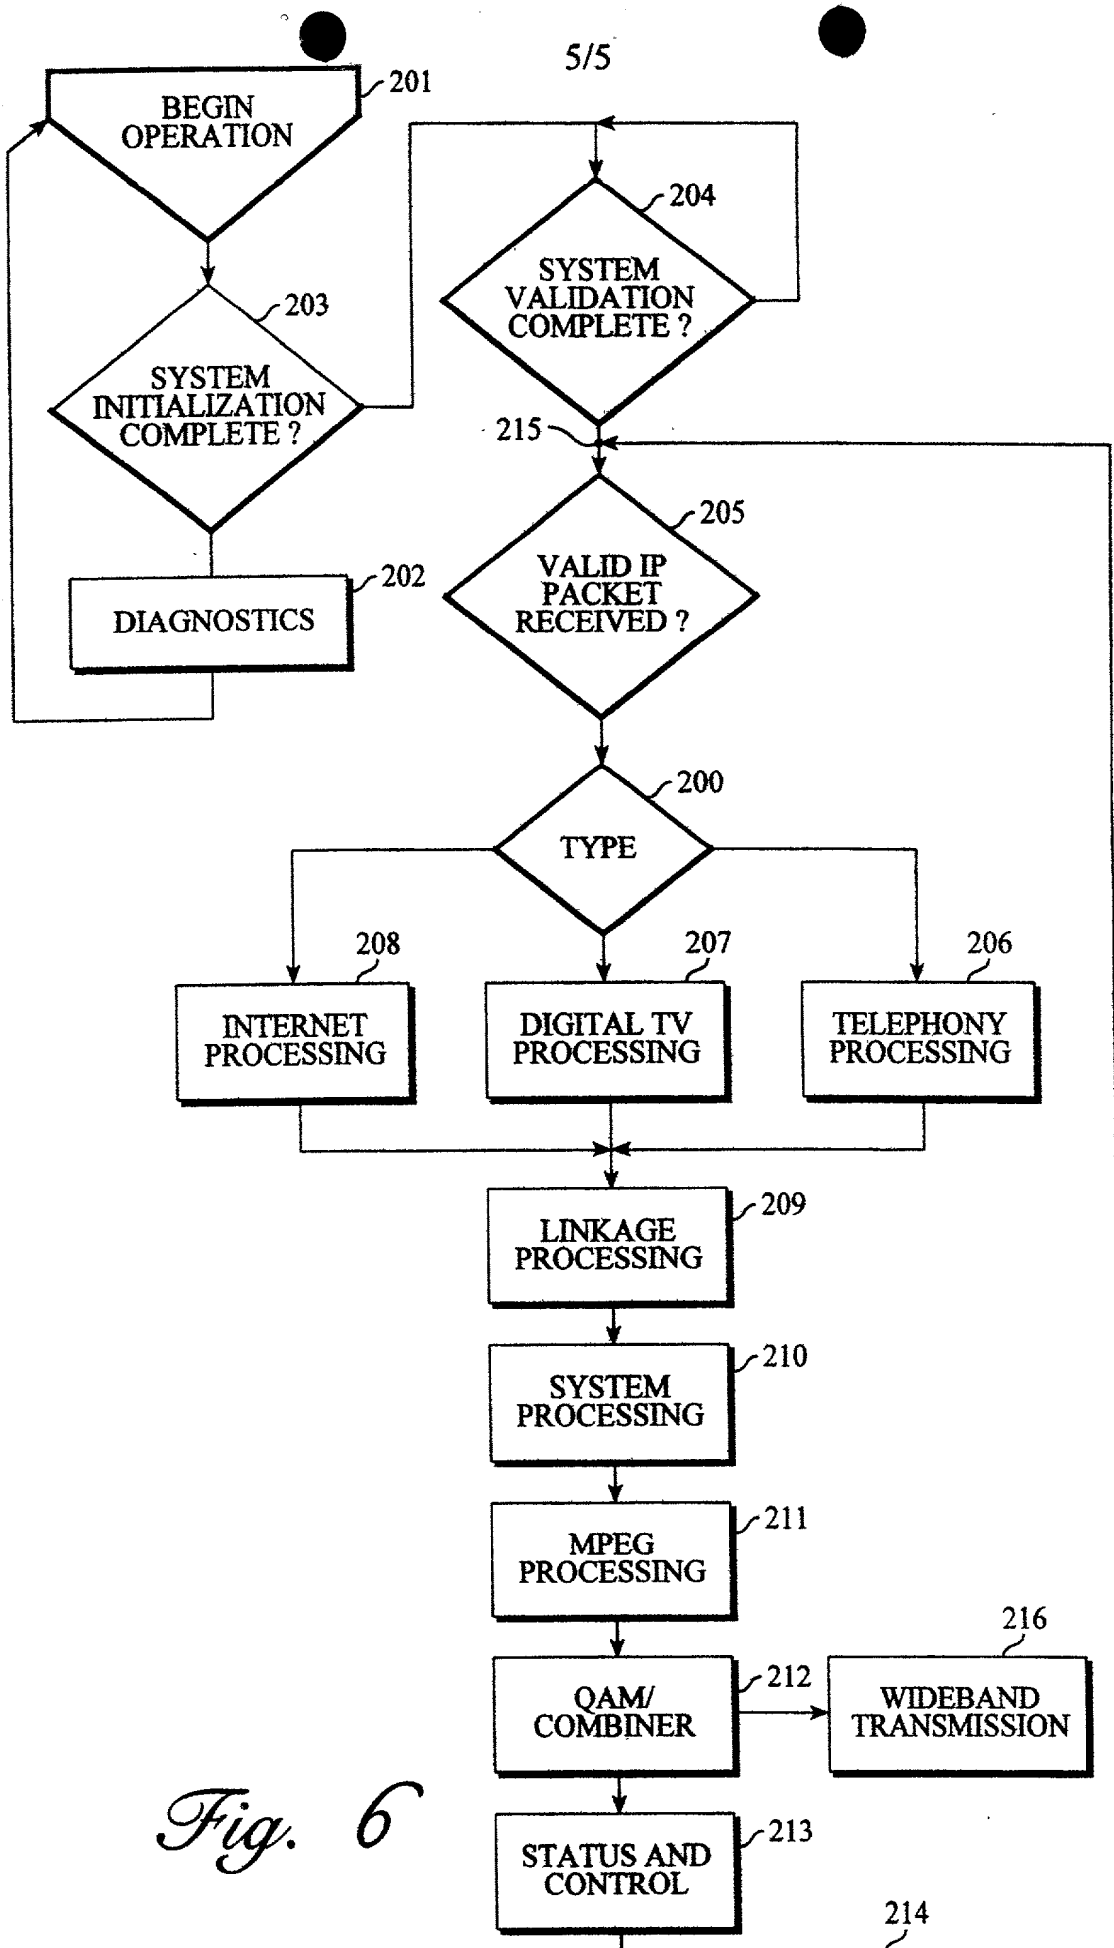 5/5
201
BEGIN
OPERATION
204
SYSTEM
VALIDATION
COMPLETE ?
203
SYSTEM
INITIALIZATION
COMPLETE ?
215
205
VALID IP
PACKET
RECEIVED ?
202
DIAGNOSTICS
200
TYPE
208
INTERNET
PROCESSING
207
DIGITAL TV
PROCESSING
206
TELEPHONY
PROCESSING
209
LINKAGE
PROCESSING
210
SYSTEM
PROCESSING
211
MPEG
PROCESSING
212
QAM/
COMBINER
216
WIDEBAND
TRANSMISSION
213
STATUS AND
CONTROL
214
Fig. 6